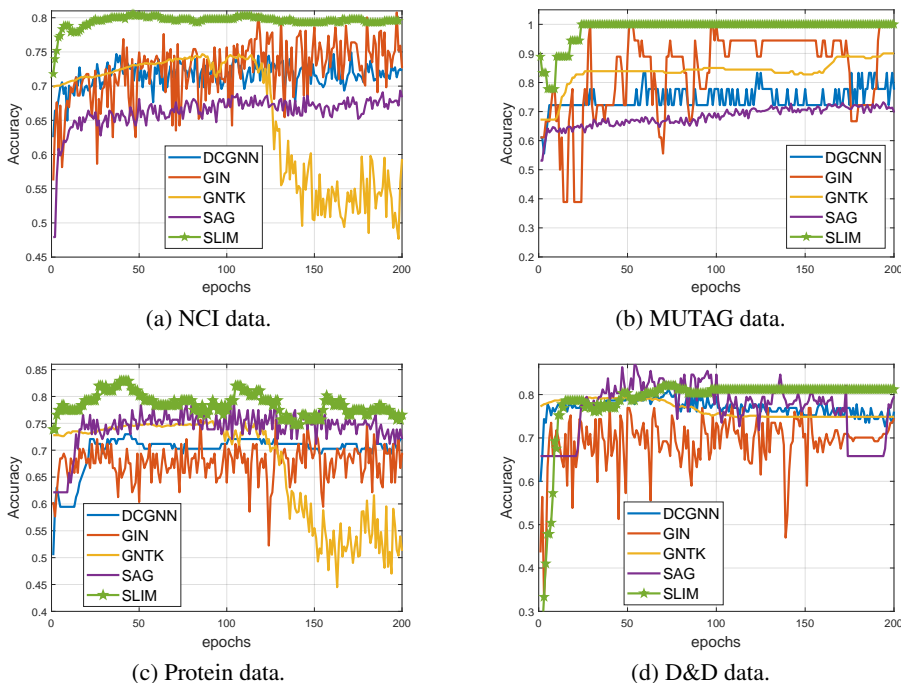 Accuracy
0.8
0.75
0.7
0.65
0.6
0.55
0.5
0.45
DCGNN
GIN
GNTK
SAG
SLIM
0 50 100 150 200
epochs
(a) NCI data.
Accuracy
1
0.9
0.8
0.7
0.6
0.5
0.4
0.3
0.2
DGCNN
GIN
GNTK
SAG
SLIM
0 50 100 150 200
epochs
(b) MUTAG data.
Accuracy
0.85
0.8
0.75
0.7
0.65
0.6
0.55
0.5
0.45
0.4
DCGNN
GIN
GNTK
SAG
SLIM
0 50 100 150 200
epochs
(c) Protein data.
Accuracy
0.8
0.7
0.6
0.5
0.4
0.3
DCGNN
GIN
GNTK
SAG
SLIM
0 50 100 150 200
epochs
(d) D&D data.